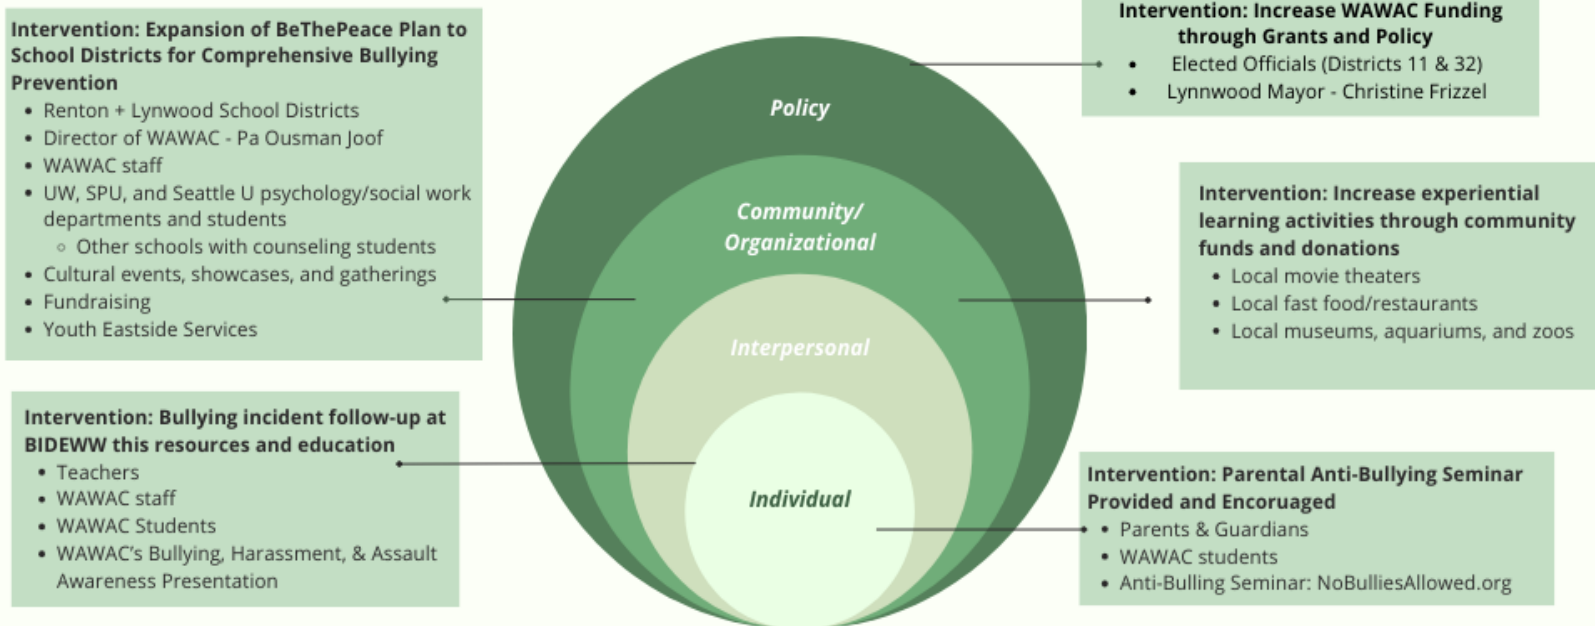 Intervention: Expansion of BeThePeace Plan to
School Districts for Comprehensive Bullying
Prevention
• Renton + Lynwood School Districts
• Director of WAWAC - Pa Ousman Joof
• WAWAC staff
• UW, SPU, and Seattle U psychology/social work
departments and students
◦ Other schools with counseling students
• Cultural events, showcases, and gatherings
• Fundraising
• Youth Eastside Services
Intervention: Bullying incident follow-up at
BIDEWW this resources and education
• Teachers
• WAWAC staff
• WAWAC Students
• WAWAC’s Bullying, Harassment, & Assault
Awareness Presentation
Policy
Community/
Organizational
Interpersonal
Individual
Intervention: Increase WAWAC Funding
through Grants and Policy
• Elected Officials (Districts 11 & 32)
• Lynnwood Mayor - Christine Frizzel
Intervention: Increase experiential
learning activities through community
funds and donations
• Local movie theaters
• Local fast food/restaurants
• Local museums, aquariums, and zoos
Intervention: Parental Anti-Bullying Seminar
Provided and Encoruaged
• Parents & Guardians
• WAWAC students
• Anti-Bulling Seminar: NoBulliesAllowed.org